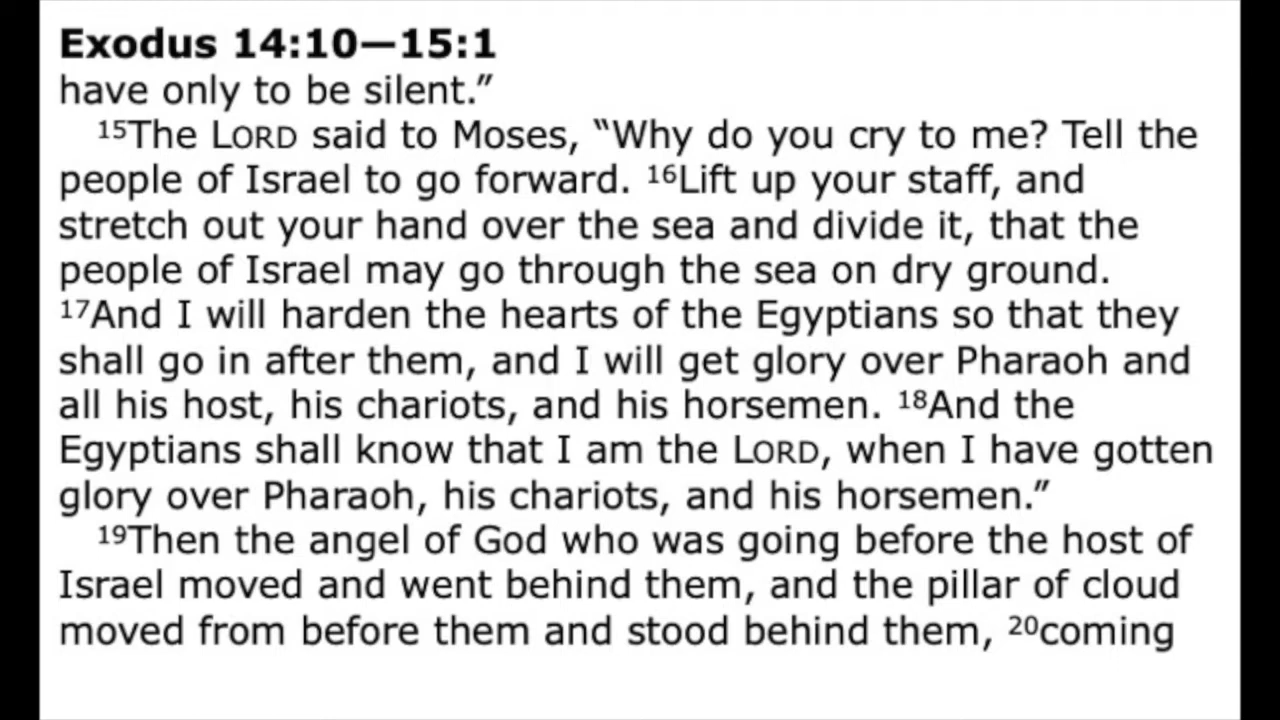 Exodus 14:10—15:1
have only to be silent.”
¹⁵The LORD said to Moses, “Why do you cry to me? Tell the
people of Israel to go forward. ¹⁶Lift up your staff, and
stretch out your hand over the sea and divide it, that the
people of Israel may go through the sea on dry ground.
¹⁷And I will harden the hearts of the Egyptians so that they
shall go in after them, and I will get glory over Pharaoh and
all his host, his chariots, and his horsemen. ¹⁸And the
Egyptians shall know that I am the LORD, when I have gotten
glory over Pharaoh, his chariots, and his horsemen.”
¹⁹Then the angel of God who was going before the host of
Israel moved and went behind them, and the pillar of cloud
moved from before them and stood behind them, ²⁰coming